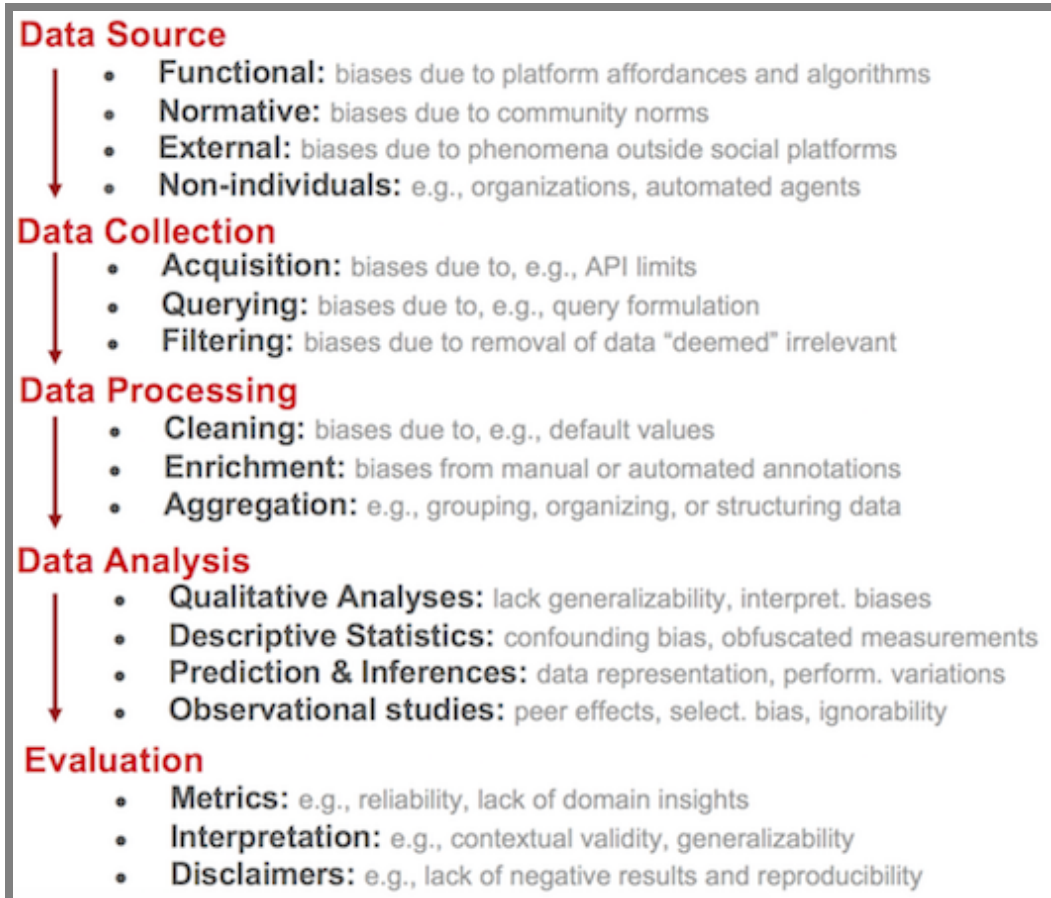 Data Source
• Functional: biases due to platform affordances and algorithms
• Normative: biases due to community norms
• External: biases due to phenomena outside social platforms
• Non-individuals: e.g., organizations, automated agents
Data Collection
• Acquisition: biases due to, e.g., API limits
• Querying: biases due to, e.g., query formulation
• Filtering: biases due to removal of data “deemed” irrelevant
Data Processing
• Cleaning: biases due to, e.g., default values
• Enrichment: biases from manual or automated annotations
• Aggregation: e.g., grouping, organizing, or structuring data
Data Analysis
• Qualitative Analyses: lack generalizability, interpret. biases
• Descriptive Statistics: confounding bias, obfuscated measurements
• Prediction & Inferences: data representation, perform. variations
• Observational studies: peer effects, select. bias, ignorability
Evaluation
• Metrics: e.g., reliability, lack of domain insights
• Interpretation: e.g., contextual validity, generalizability
• Disclaimers: e.g., lack of negative results and reproducibility